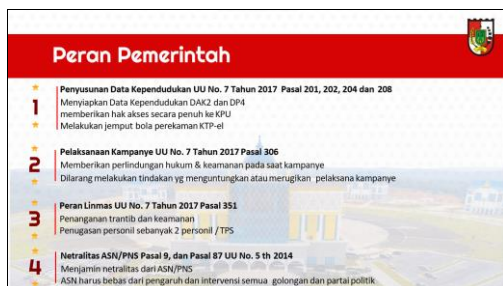 Peran Pemerintah
1
Penyusunan Data Kependudukan UU No. 7 Tahun 2017 Pasal 201, 202, 204 dan 208
Menyiapkan Data Kependudukan DAK2 dan DP4
memberikan hak akses secara penuh ke KPU
Melakukan jemput bola perekaman KTP-el
2
Pelaksanaan Kampanye UU No. 7 Tahun 2017 Pasal 306
Memberikan perlindungan hukum & keamanan pada saat kampanye
Dilarang melakukan tindakan yg menguntungkan atau merugikan pelaksana kampanye
3
Peran Linmas UU No. 7 Tahun 2017 Pasal 351
Penanganan trantib dan keamanan
Penugasan personil sebanyak 2 personil / TPS
4
Netralitas ASN/PNS Pasal 9, dan Pasal 87 UU No. 5 th 2014
Menjamin netralitas dari ASN/PNS
ASN harus bebas dari pengaruh dan intervensi semua golongan dan partai politik